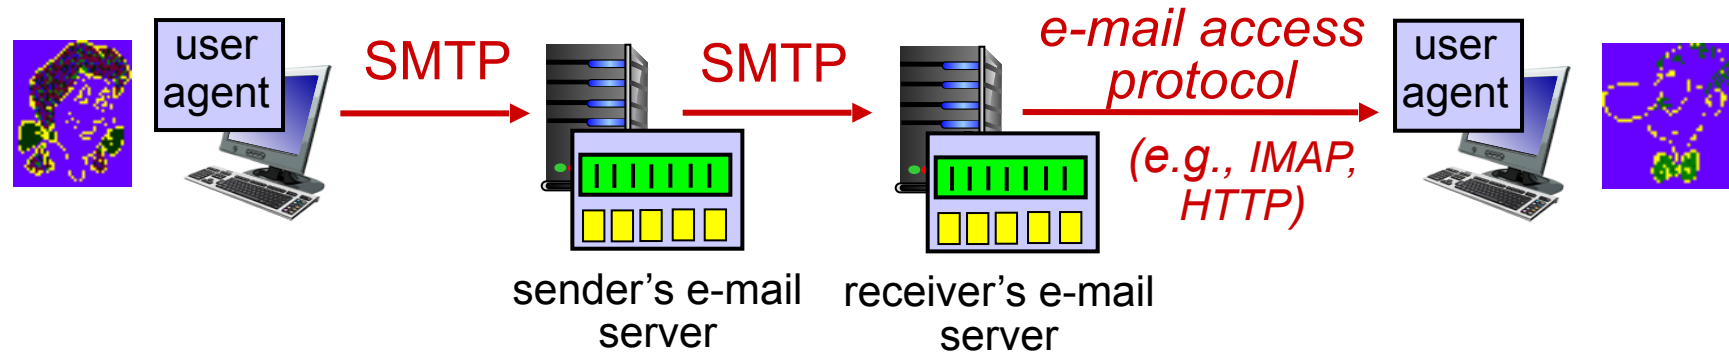 user
agent
SMTP
SMTP
e-mail access
protocol
(e.g., IMAP,
HTTP)
user
agent
sender’s e-mail
server
receiver’s e-mail
server